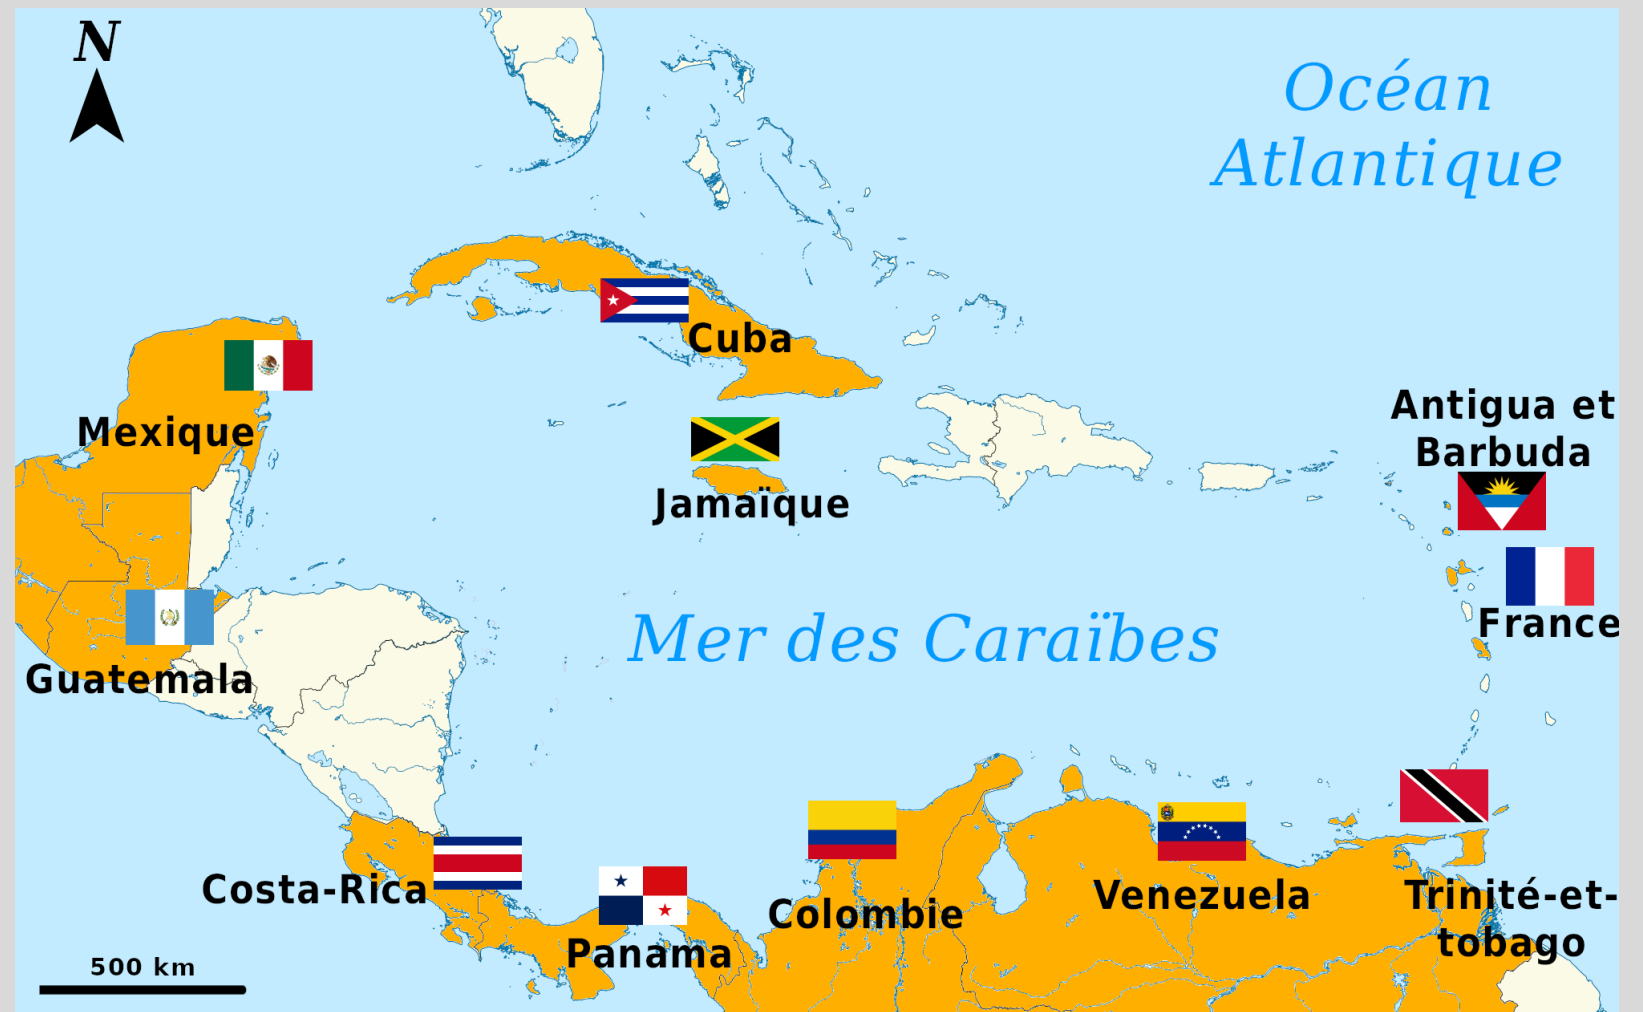 N
Océan
Atlantique
Cuba
Mexique
Antigua et
Barbuda
Jamaïque
France
Mer des Caraïbes
Guatemala
Costa-Rica
Colombie
Venezuela
Trinité-et-
tobago
Panama
500 km